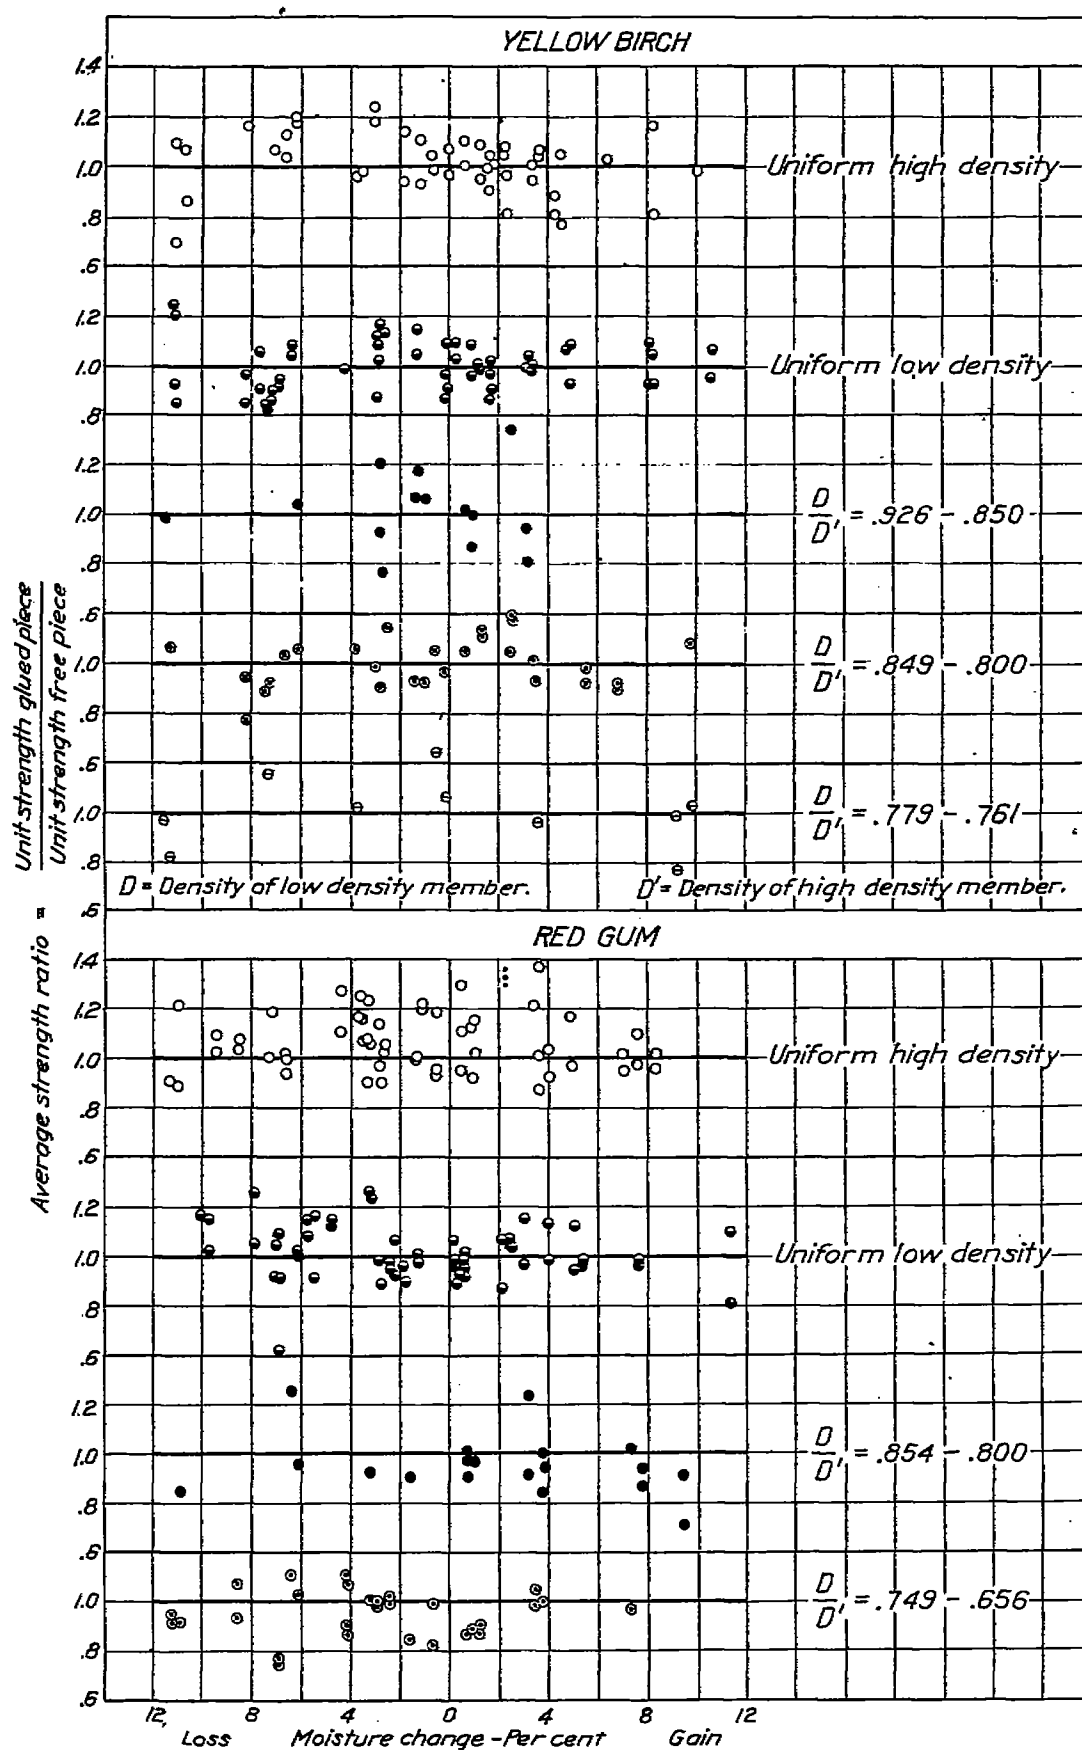 YELLOW BIRCH
1.4
1.2
1.0
.8
.6
Uniform high density
1.2
1.0
.8
Uniform low density
1.2
1.0
.8
D/D' = .926 - .850
.6
1.0
.8
D/D' = .849 - .800
.6
1.0
.8
D/D' = .779 - .761
D = Density of low density member.
D' = Density of high density member.
.6
Average strength ratio = Unit strength glued piece / Unit strength free piece
RED GUM
1.4
1.2
1.0
.8
.6
Uniform high density
1.2
1.0
.8
.6
Uniform low density
1.2
1.0
.8
.6
D/D' = .854 - .800
1.0
.8
.6
D/D' = .749 - .656
12, 8 4 0 4 8 12
Loss Moisture change - Per cent Gain